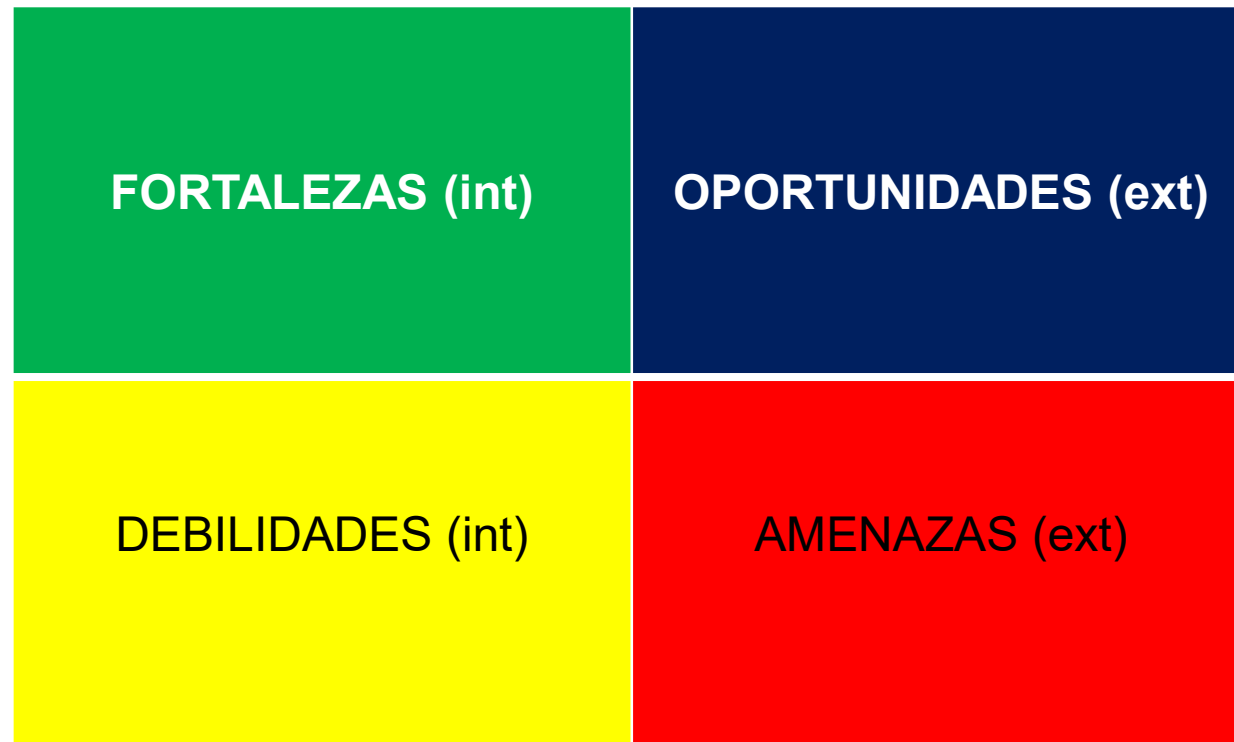 FORTALEZAS (int)
OPORTUNIDADES (ext)
DEBILIDADES (int)
AMENAZAS (ext)